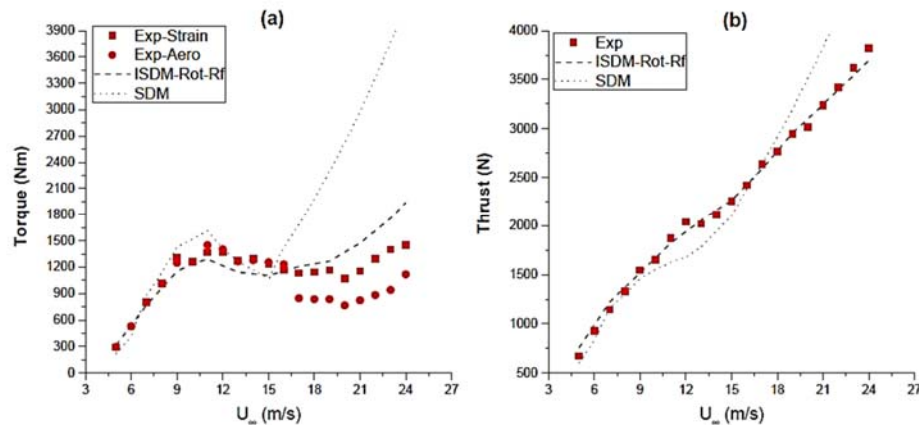 (a)
Exp-Strain
Exp-Aero
ISDM-Rot-Rf
SDM
3900
3600
3300
3000
2700
2400
2100
1800
1500
1200
900
600
300
0
Torque (Nm)
3 6 9 12 15 18 21 24 27
U∞ (m/s)
(b)
Exp
ISDM-Rot-Rf
SDM
4000
3500
3000
2500
2000
1500
1000
500
Thrust (N)
3 6 9 12 15 18 21 24 27
U∞ (m/s)